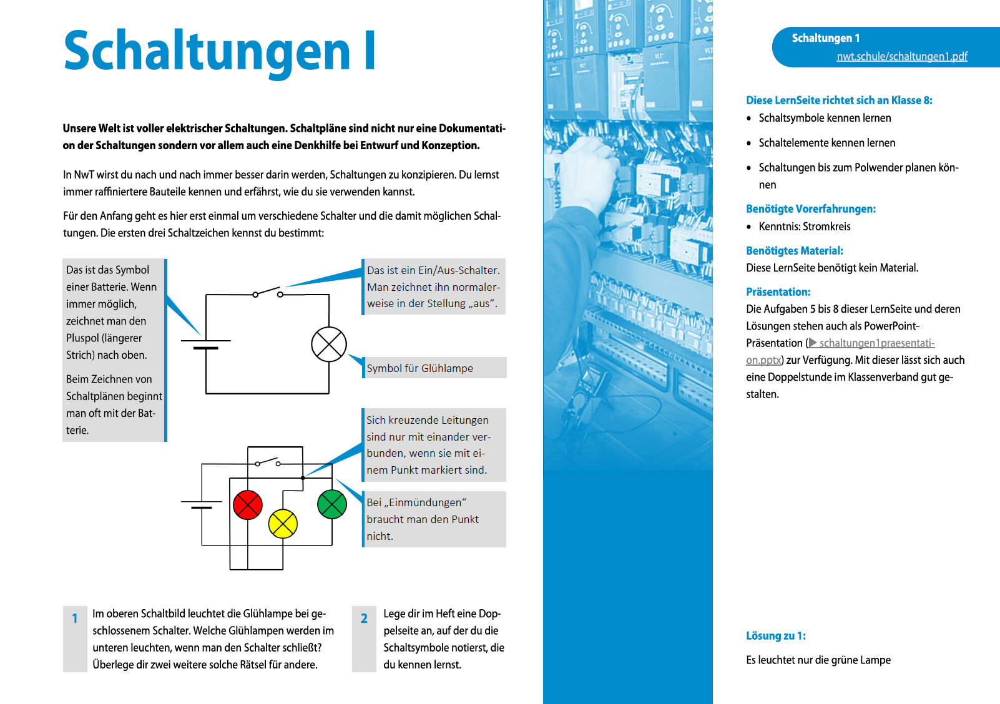 Schaltungen I
Unsere Welt ist voller elektrischer Schaltungen. Schaltpläne sind nicht nur eine Dokumentati-
on der Schaltungen sondern vor allem auch eine Denkhilfe bei Entwurf und Konzeption.
In NwT wirst du nach und nach immer besser darin werden, Schaltungen zu konzipieren. Du lernst
immer raffiniertere Bauteile kennen und erfährst, wie du sie verwenden kannst.
Für den Anfang geht es hier erst einmal um verschiedene Schalter und die damit möglichen Schal-
tungen. Die ersten drei Schaltzeichen kennst du bestimmt:
Das ist das Symbol
einer Batterie. Wenn
immer möglich,
zeichnet man den
Pluspol (längerer
Strich) nach oben.
Beim Zeichnen von
Schaltplänen beginnt
man oft mit der Bat-
terie.
Das ist ein Ein/Aus-Schalter.
Man zeichnet ihn normaler-
weise in der Stellung „aus“.
Symbol für Glühlampe
Sich kreuzende Leitungen
sind nur mit einander ver-
bunden, wenn sie mit ei-
nem Punkt markiert sind.
Bei „Einmündungen“
braucht man den Punkt
nicht.
1
Im oberen Schaltbild leuchtet die Glühlampe bei ge-
schlossenem Schalter. Welche Glühlampen werden im
unteren leuchten, wenn man den Schalter schließt?
Überlege dir zwei weitere solche Rätsel für andere.
2
Lege dir im Heft eine Dop-
pelseite an, auf der du die
Schaltsymbole notierst, die
du kennen lernst.
VLT
VLT
VLT
VLT
Schaltungen 1
nwt.schule/schaltungen1.pdf
Diese LernSeite richtet sich an Klasse 8:
• Schaltsymbole kennen lernen
• Schaltelemente kennen lernen
• Schaltungen bis zum Polwender planen kön-
nen
Benötigte Vorerfahrungen:
• Kenntnis: Stromkreis
Benötigtes Material:
Diese LernSeite benötigt kein Material.
Präsentation:
Die Aufgaben 5 bis 8 dieser LernSeite und deren
Lösungen stehen auch als PowerPoint-
Präsentation (▶ schaltungen1praesentati-
on.pptx) zur Verfügung. Mit dieser lässt sich auch
eine Doppelstunde im Klassenverband gut ge-
stalten.
Lösung zu 1:
Es leuchtet nur die grüne Lampe